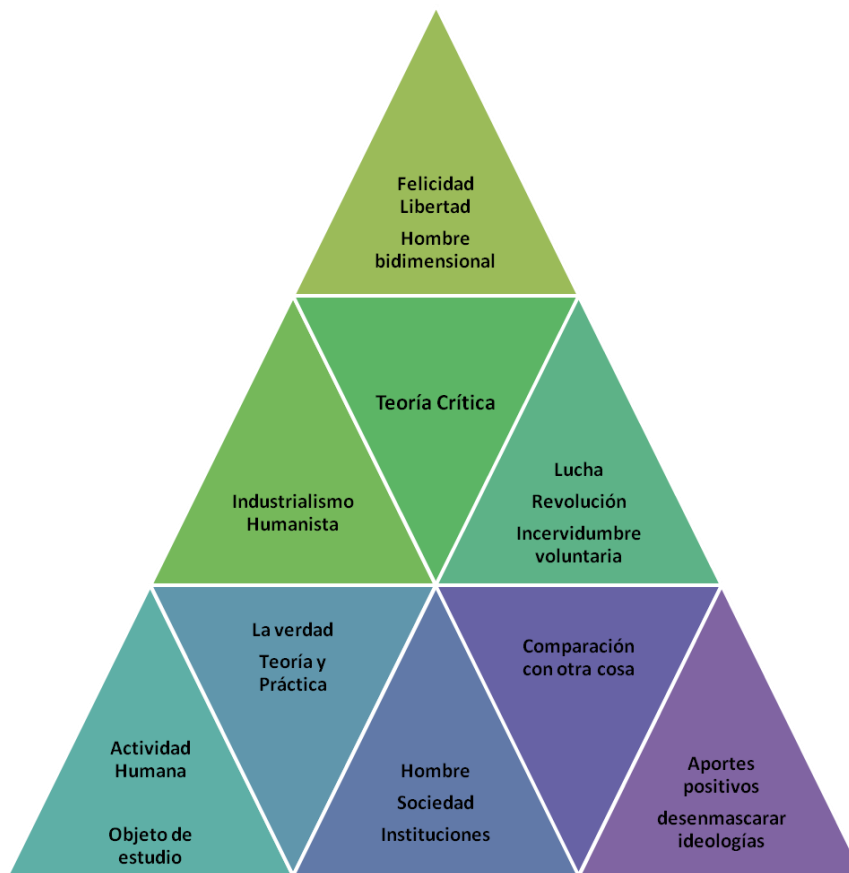 Felicidad
Libertad
Hombre
bidimensional
Teoría Crítica
Industrialismo
Humanista
Lucha
Revolución
Incervidumbre
voluntaria
La verdad
Teoría y
Práctica
Comparación
con otra cosa
Actividad
Humana
Objeto de
estudio
Hombre
Sociedad
Instituciones
Aportes
positivos
desenmascarar
ideologías